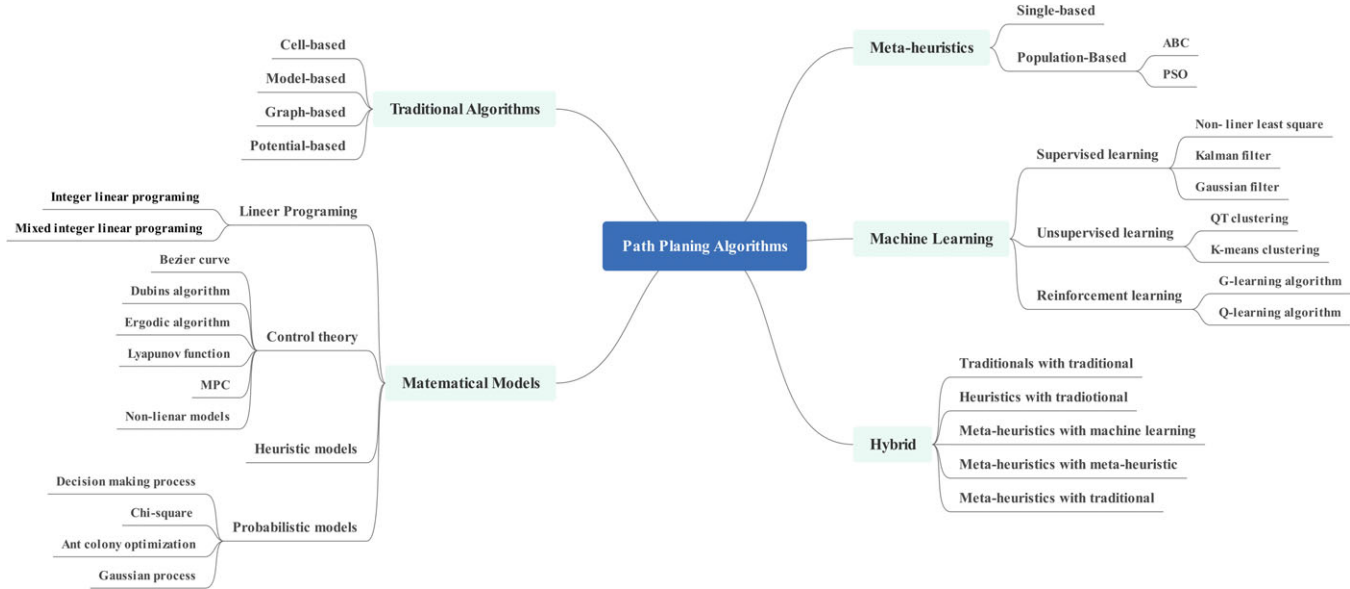 Path Planing Algorithms
Traditional Algorithms
Cell-based
Model-based
Graph-based
Potential-based
Matematical Models
Lineer Programing
Integer linear programing
Mixed integer linear programing
Control theory
Bezier curve
Dubins algorithm
Ergodic algorithm
Lyapunov function
MPC
Non-lienar models
Heuristic models
Probabilistic models
Decision making process
Chi-square
Ant colony optimization
Gaussian process
Meta-heuristics
Single-based
Population-Based
ABC
PSO
Machine Learning
Supervised learning
Non- liner least square
Kalman filter
Gaussian filter
Unsupervised learning
QT clustering
K-means clustering
Reinforcement learning
G-learning algorithm
Q-learning algorithm
Hybrid
Traditionals with traditional
Heuristics with tradiotional
Meta-heuristics with machine learning
Meta-heuristics with meta-heuristic
Meta-heuristics with traditional